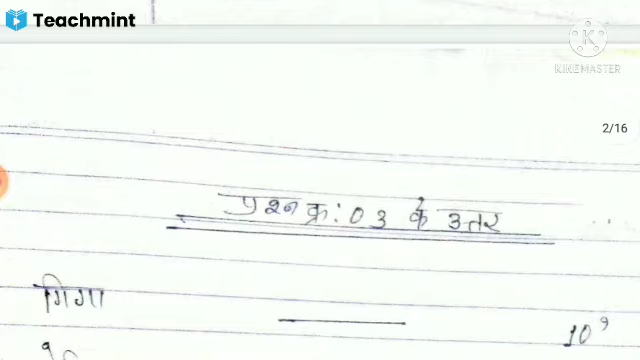 Teachmint
KINEMASTER
2/16
प्रश्न क्र: 03 के उत्तर
गिगा ——— 10⁹